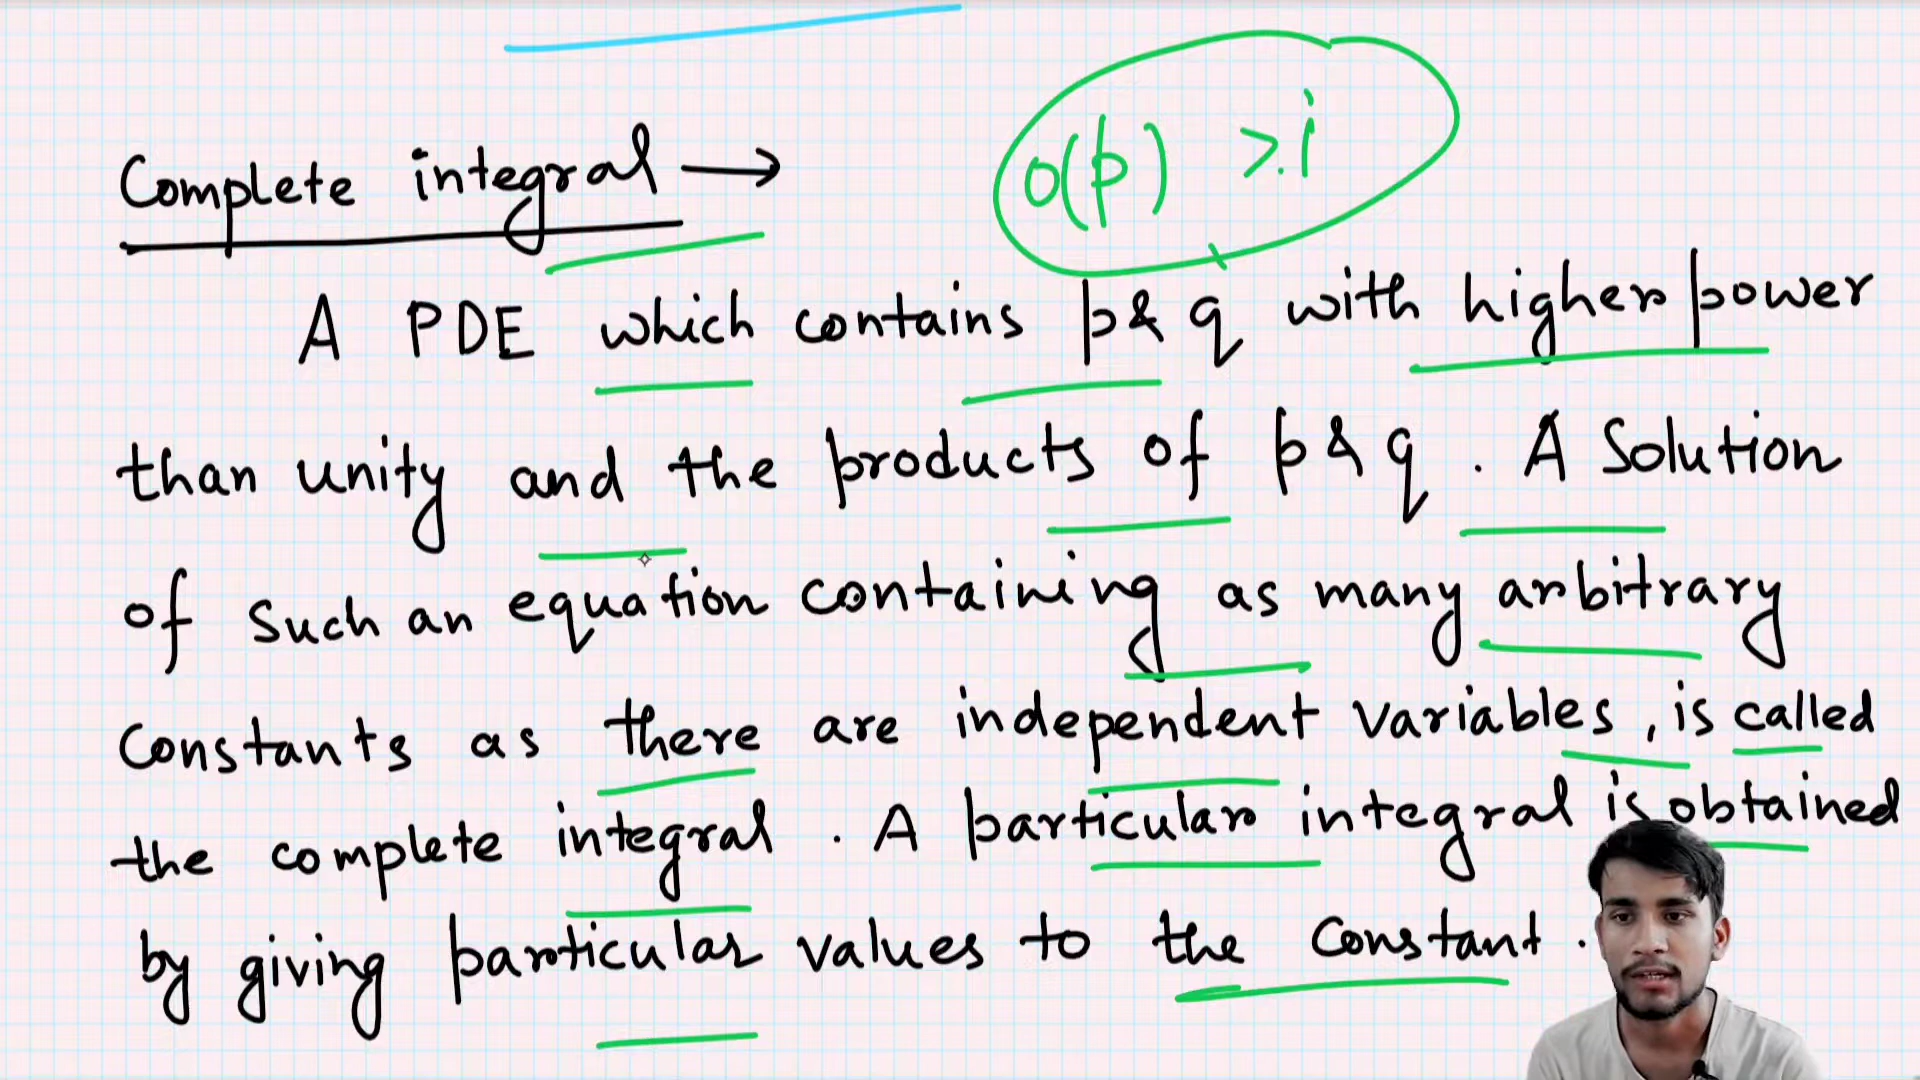 Complete integral →
o(p) > . i
A PDE which contains p & q with higher power
than unity and the products of p & q . A Solution
of such an equation containing as many arbitrary
constants as there are independent variables, is called
the complete integral . A particular integral is obtained
by giving particular values to the constant .